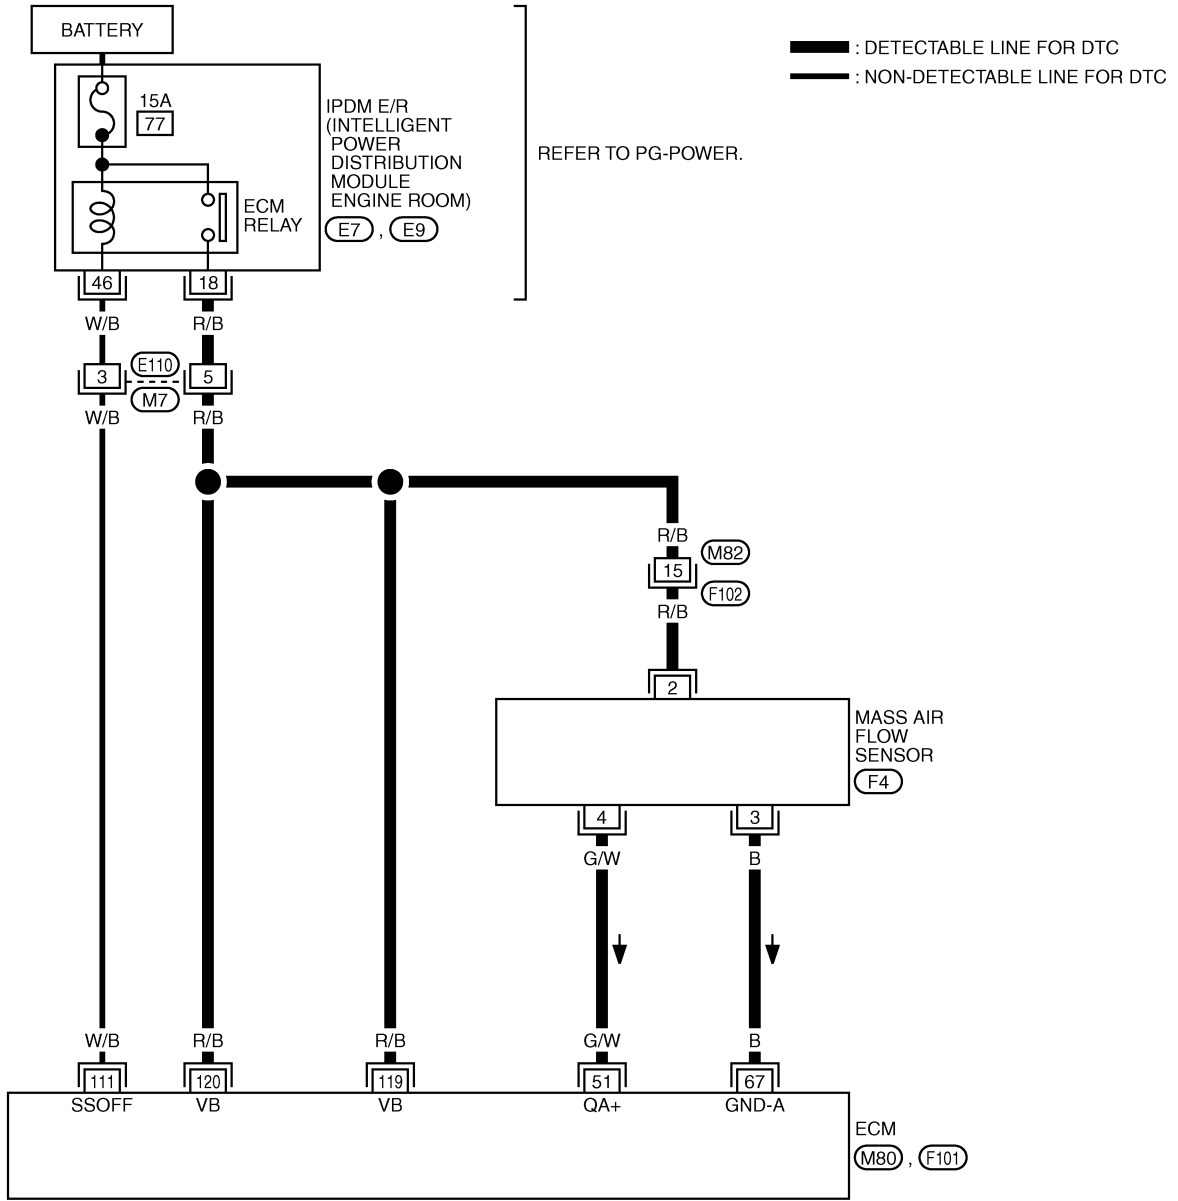 BATTERY
: DETECTABLE LINE FOR DTC
: NON-DETECTABLE LINE FOR DTC
15A
77
IPDM E/R
(INTELLIGENT
POWER
DISTRIBUTION
MODULE
ENGINE ROOM)
E7 , E9
REFER TO PG-POWER.
ECM
RELAY
46
18
W/B
R/B
3
E110
5
M7
W/B
R/B
R/B
M82
15
F102
R/B
2
MASS AIR
FLOW
SENSOR
F4
4
3
G/W
B
W/B
R/B
R/B
G/W
B
111
120
119
51
67
SSOFF
VB
VB
QA+
GND-A
ECM
M80 , F101